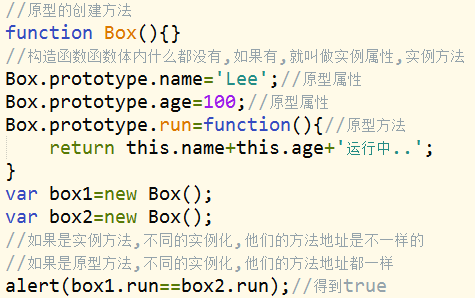 //原型的创建方法
function Box(){}
//构造函数函数体内什么都没有,如果有,就叫做实例属性,实例方法
Box.prototype.name='Lee';//原型属性
Box.prototype.age=100;//原型属性
Box.prototype.run=function(){//原型方法
    return this.name+this.age+'运行中..';
}
var box1=new Box();
var box2=new Box();
//如果是实例方法,不同的实例化,他们的方法地址是不一样的
//如果是原型方法,不同的实例化,他们的方法地址都一样
alert(box1.run==box2.run);//得到true